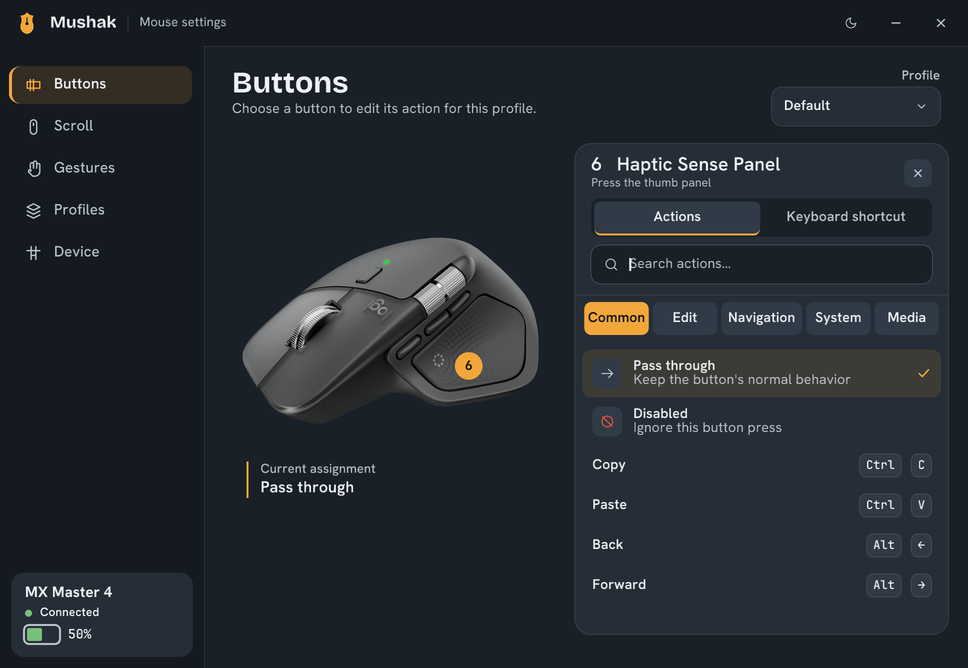 Mushak
Mouse settings
Buttons
Scroll
Gestures
Profiles
Device
MX Master 4
Connected
50%
Buttons
Choose a button to edit its action for this profile.
Profile
Default
logi
6
Current assignment
Pass through
6 Haptic Sense Panel
Press the thumb panel
Actions
Keyboard shortcut
Search actions...
Common
Edit
Navigation
System
Media
Pass through
Keep the button's normal behavior
Disabled
Ignore this button press
Copy Ctrl C
Paste Ctrl V
Back Alt ←
Forward Alt →